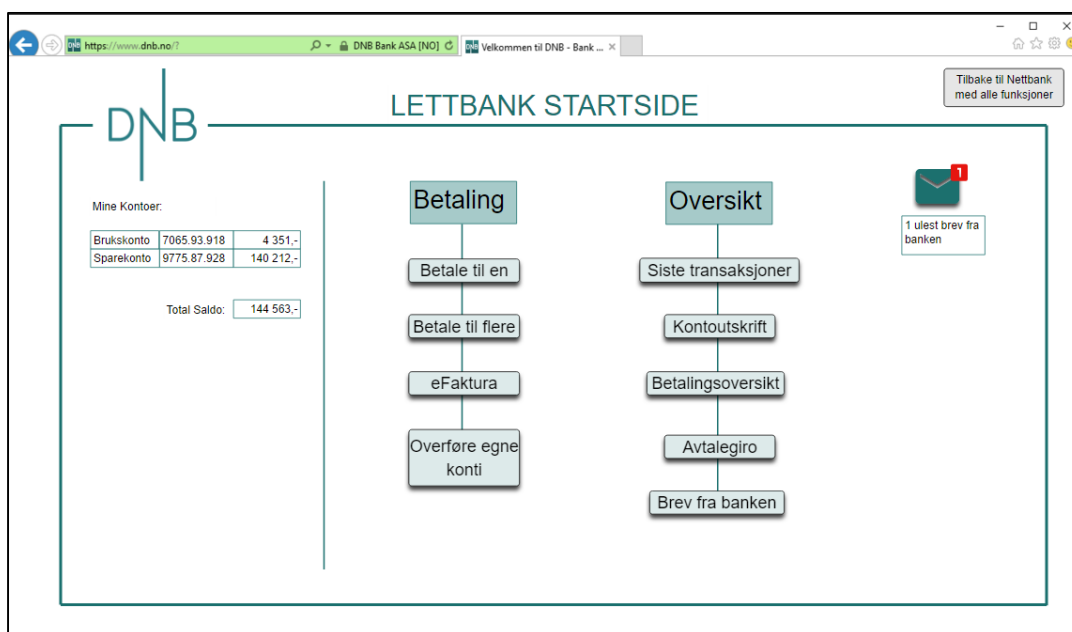 https://www.dnb.no/?
DNB Bank ASA [NO]
Velkommen til DNB - Bank ...
Tilbake til Nettbank
med alle funksjoner
DNB
LETTBANK STARTSIDE
Mine Kontoer:
Brukskonto 7065.93.918 4 351,-
Sparekonto 9775.87.928 140 212,-
Total Saldo: 144 563,-
Betaling
Betale til en
Betale til flere
eFaktura
Overføre egne
konti
Oversikt
Siste transaksjoner
Kontoutskrift
Betalingsoversikt
Avtalegiro
Brev fra banken
1
1 ulest brev fra
banken